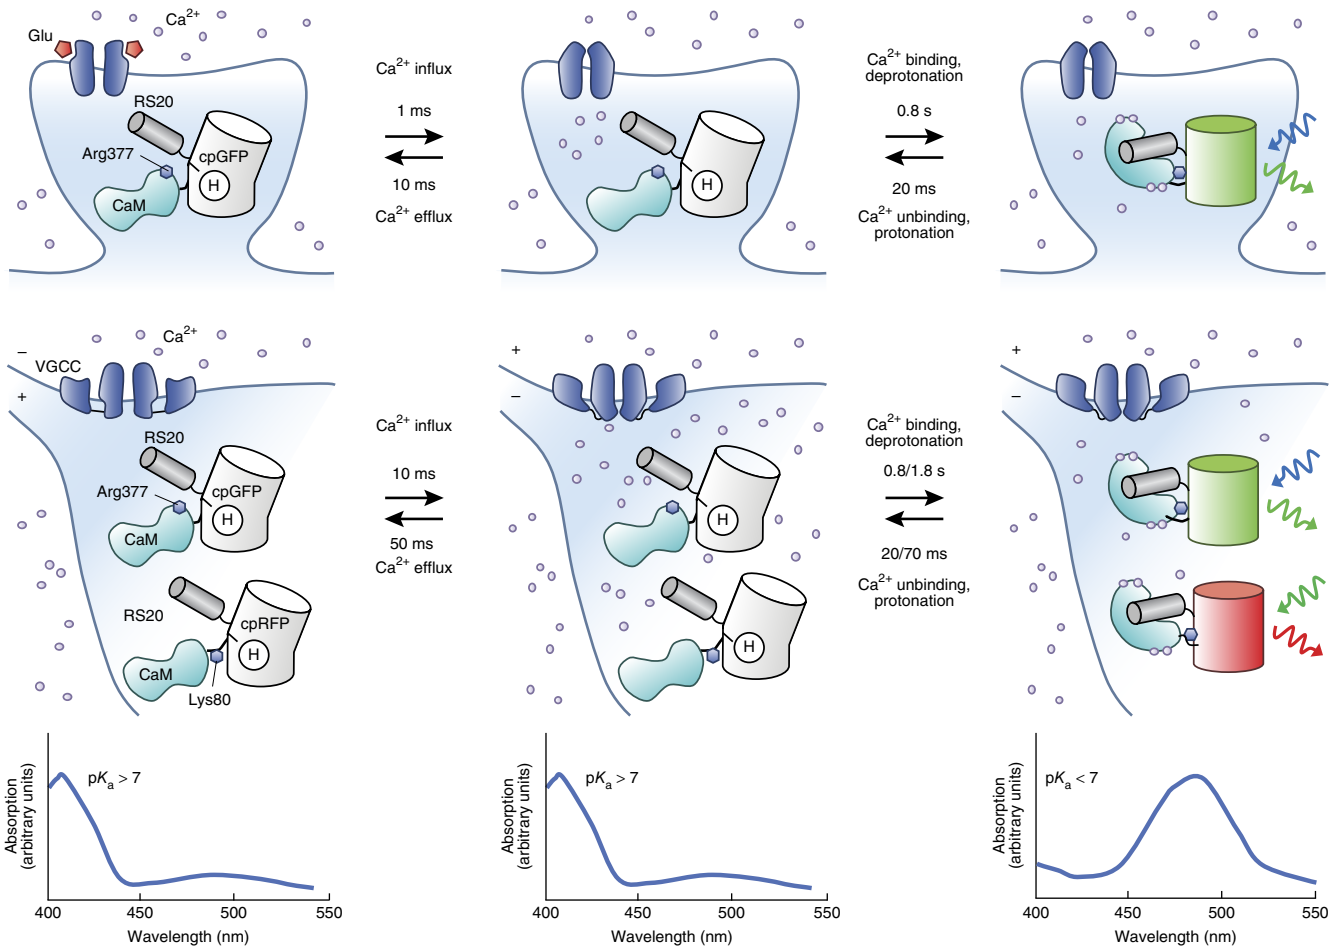 Ca2+
Glu
RS20
Arg377
cpGFP
H
CaM
Ca2+ influx
1 ms
10 ms
Ca2+ efflux
H
Ca2+ binding,
deprotonation
0.8 s
20 ms
Ca2+ unbinding,
protonation
Ca2+
–
VGCC
+
RS20
Arg377
cpGFP
H
CaM
RS20
cpRFP
H
CaM
Lys80
Ca2+ influx
10 ms
50 ms
Ca2+ efflux
+
–
H
H
Ca2+ binding,
deprotonation
0.8/1.8 s
20/70 ms
Ca2+ unbinding,
protonation
+
–
Absorption
(arbitrary units)
pKa > 7
400 450 500 550
Wavelength (nm)
Absorption
(arbitrary units)
pKa > 7
400 450 500 550
Wavelength (nm)
Absorption
(arbitrary units)
pKa < 7
400 450 500 550
Wavelength (nm)